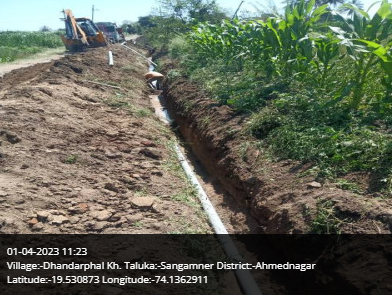 01-04-2023 11:23
Village:-Dhandarphal Kh. Taluka:-Sangamner District:-Ahmednagar
Latitude:-19.530873 Longitude:-74.1362911